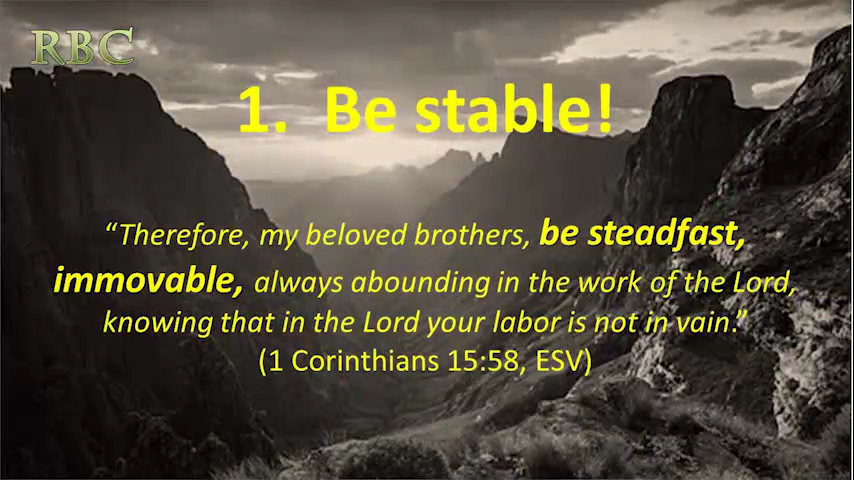 RBC
1. Be stable!
“Therefore, my beloved brothers, be steadfast,
immovable, always abounding in the work of the Lord,
knowing that in the Lord your labor is not in vain.”
(1 Corinthians 15:58, ESV)